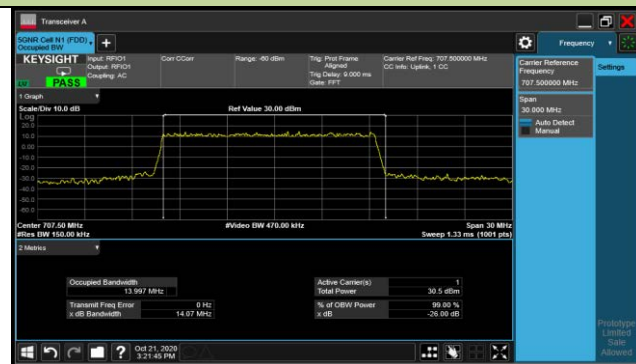 Transceiver A
5GNR Cell N1 (FDD)
Occupied BW
KEYSIGHT
PASS
Input: RFIO1
Output: RFIO1
Coupling: AC
Corr CCorr
Range: -60 dBm
Trig: Prst Frame
Aligned
Trig Delay: 9.000 ms
Gate: FFT
Carrier Ref Freq: 707.500000 MHz
CC Info: Uplink, 1 CC
Frequency
Carrier Reference
Frequency
707.500000 MHz
Settings
Span
30.000 MHz
Auto Detect
Manual
1 Graph
Scale/Div 10.0 dB
Ref Value 30.00 dBm
Log
20.0
10.0
0.00
-10.0
-20.0
-30.0
-40.0
-50.0
-60.0
Center 707.50 MHz
#Video BW 470.00 kHz
Span 30 MHz
#Res BW 150.00 kHz
Sweep 1.33 ms (1001 pts)
2 Metrics
Occupied Bandwidth
13.997 MHz
Active Carrier(s) 1
Total Power 30.5 dBm
Transmit Freq Error 0 Hz
x dB Bandwidth 14.07 MHz
% of OBW Power 99.00 %
x dB -26.00 dB
Oct 21, 2020
3:21:45 PM
Prototype
Limited
Sale
Allowed